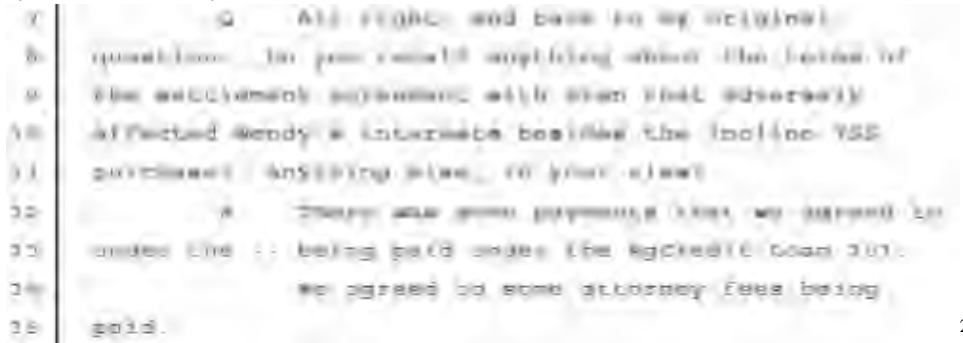 7 Q All right, and back to my original
8 question. Do you recall anything about the terms of
9 the settlement agreement with Stan that adversely
10 affected Wendy's interests besides the Incline TSS
11 purchase? Anything else, in your view?
12 A There was some payments that we agreed to
13 under the -- being paid under the AgCredit Loan 101.
14 We agreed to some attorney fees being
15 paid.